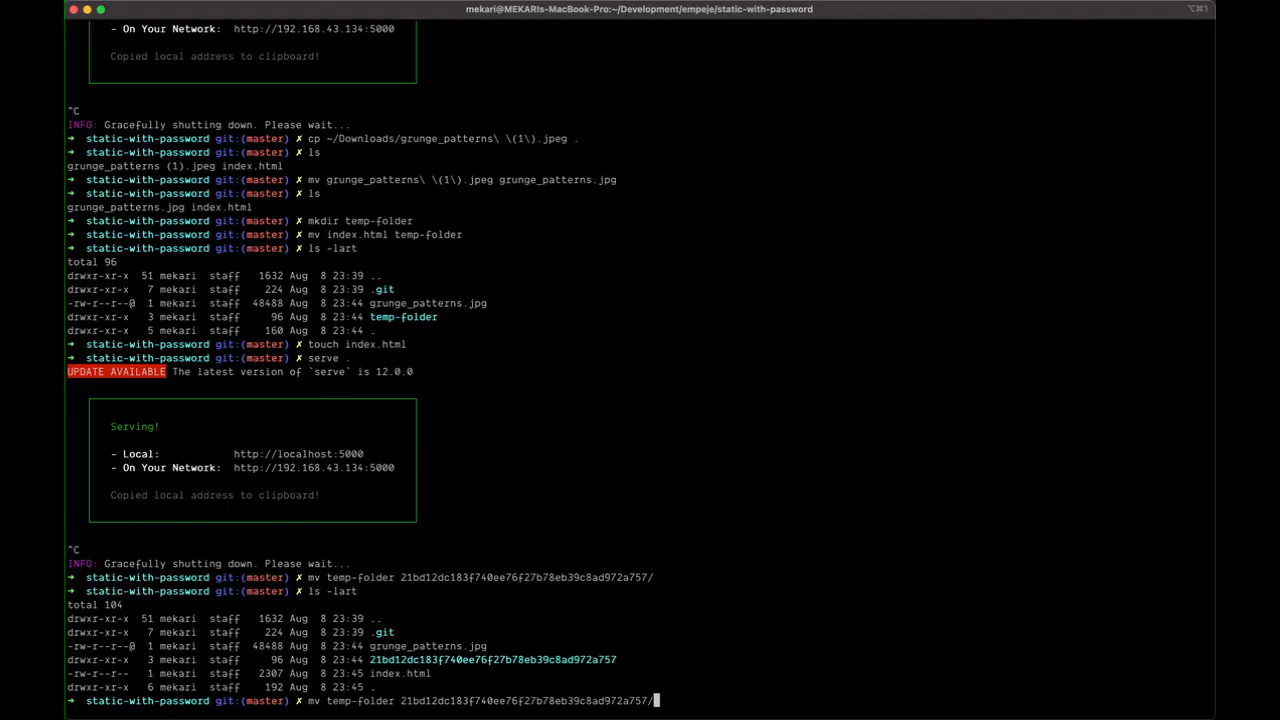 mekari@MEKARIs-MacBook-Pro:~/Development/empeje/static-with-password
⌥⌘1
- On Your Network:  http://192.168.43.134:5000
Copied local address to clipboard!
^C
INFO: Gracefully shutting down. Please wait...
➜  static-with-password git:(master) ✗ cp ~/Downloads/grunge_patterns\ \(1\).jpeg .
➜  static-with-password git:(master) ✗ ls
grunge_patterns (1).jpeg index.html
➜  static-with-password git:(master) ✗ mv grunge_patterns\ \(1\).jpeg grunge_patterns.jpg
➜  static-with-password git:(master) ✗ ls
grunge_patterns.jpg index.html
➜  static-with-password git:(master) ✗ mkdir temp-folder
➜  static-with-password git:(master) ✗ mv index.html temp-folder
➜  static-with-password git:(master) ✗ ls -lart
total 96
drwxr-xr-x  51 mekari  staff   1632 Aug  8 23:39 ..
drwxr-xr-x   7 mekari  staff    224 Aug  8 23:39 .git
-rw-r--r--@  1 mekari  staff  48488 Aug  8 23:44 grunge_patterns.jpg
drwxr-xr-x   3 mekari  staff     96 Aug  8 23:44 temp-folder
drwxr-xr-x   5 mekari  staff    160 Aug  8 23:44 .
➜  static-with-password git:(master) ✗ touch index.html
➜  static-with-password git:(master) ✗ serve .
UPDATE AVAILABLE The latest version of `serve` is 12.0.0
Serving!
- Local:            http://localhost:5000
- On Your Network:  http://192.168.43.134:5000
Copied local address to clipboard!
^C
INFO: Gracefully shutting down. Please wait...
➜  static-with-password git:(master) ✗ mv temp-folder 21bd12dc183f740ee76f27b78eb39c8ad972a757/
➜  static-with-password git:(master) ✗ ls -lart
total 104
drwxr-xr-x  51 mekari  staff   1632 Aug  8 23:39 ..
drwxr-xr-x   7 mekari  staff    224 Aug  8 23:39 .git
-rw-r--r--@  1 mekari  staff  48488 Aug  8 23:44 grunge_patterns.jpg
drwxr-xr-x   3 mekari  staff     96 Aug  8 23:44 21bd12dc183f740ee76f27b78eb39c8ad972a757
-rw-r--r--   1 mekari  staff   2307 Aug  8 23:45 index.html
drwxr-xr-x   6 mekari  staff    192 Aug  8 23:45 .
➜  static-with-password git:(master) ✗ mv temp-folder 21bd12dc183f740ee76f27b78eb39c8ad972a757/